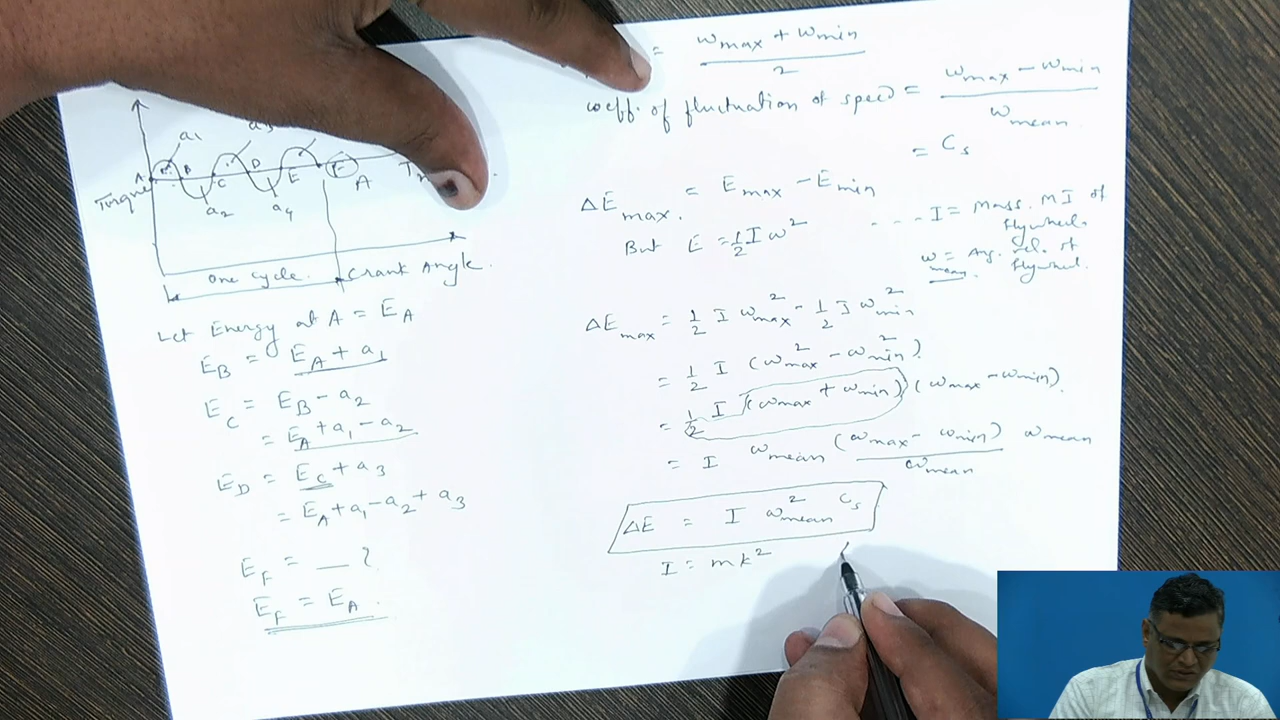 a1
a3
A
B
C
D
E
F
A
Torque
a2
a4
One cycle.
Crank Angle.
Let Energy at A = EA
EB = EA + a1
EC = EB - a2
= EA + a1 - a2
ED = EC + a3
= EA + a1 - a2 + a3
EF = __ ?
EF = EA.
= ωmax + ωmin / 2
coeff. of fluctuation of speed = ωmax - ωmin / ωmean
= Cs
ΔEmax. = Emax - Emin
But E = 1/2 I ω² ---- I = Mass. MI of flywheel.
ω = Ang. vel. of flywheel.
mean.
ΔEmax = 1/2 I ω²max - 1/2 I ω²min
= 1/2 I (ω²max - ω²min).
= 1/2 I (ωmax + ωmin) (ωmax - ωmin).
= I ωmean (ωmax - ωmin) / ωmean ωmean
ΔE = I ω²mean Cs
I = mk²